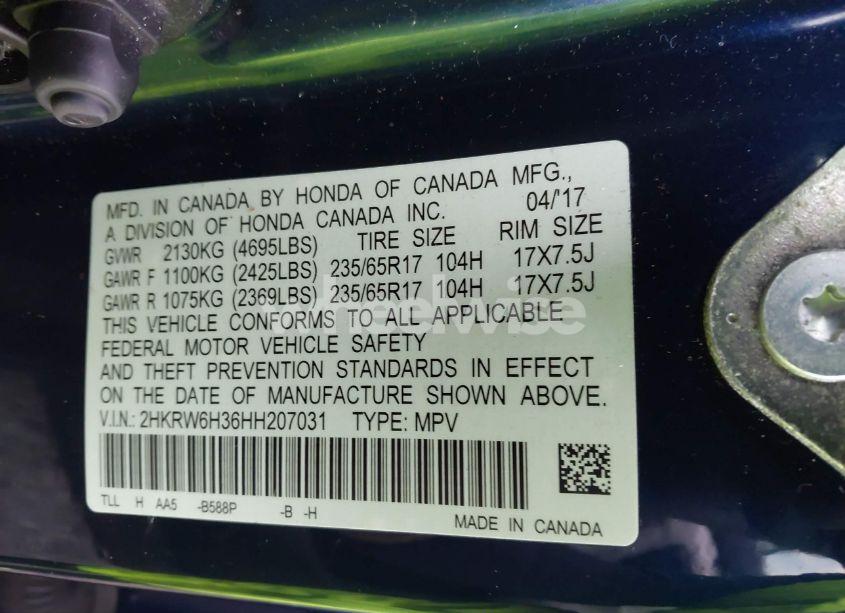 MFD. IN CANADA BY HONDA OF CANADA MFG.,
A DIVISION OF HONDA CANADA INC. 04/'17
GVWR 2130KG (4695LBS) TIRE SIZE RIM SIZE
GAWR F 1100KG (2425LBS) 235/65R17 104H 17X7.5J
GAWR R 1075KG (2369LBS) 235/65R17 104H 17X7.5J
THIS VEHICLE CONFORMS TO ALL APPLICABLE
FEDERAL MOTOR VEHICLE SAFETY
AND THEFT PREVENTION STANDARDS IN EFFECT
ON THE DATE OF MANUFACTURE SHOWN ABOVE.
V.I.N.: 2HKRW6H36HH207031 TYPE: MPV
TLL H AA5 -B588P -B -H
MADE IN CANADA
wheelwise